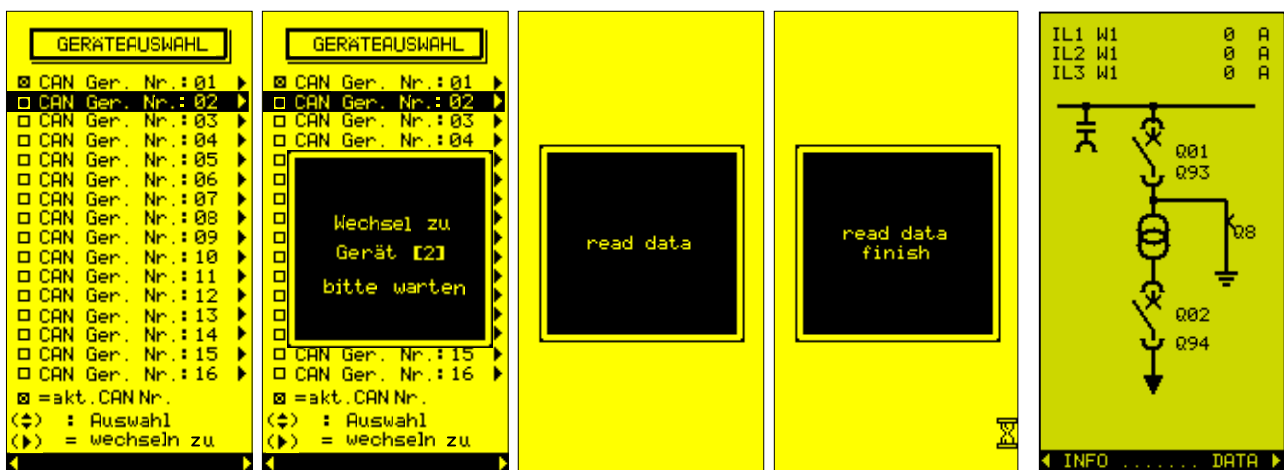 GERÄTEAUSWAHL
CAN Ger. Nr.:01
CAN Ger. Nr.:02
CAN Ger. Nr.:03
CAN Ger. Nr.:04
CAN Ger. Nr.:05
CAN Ger. Nr.:06
CAN Ger. Nr.:07
CAN Ger. Nr.:08
CAN Ger. Nr.:09
CAN Ger. Nr.:10
CAN Ger. Nr.:11
CAN Ger. Nr.:12
CAN Ger. Nr.:13
CAN Ger. Nr.:14
CAN Ger. Nr.:15
CAN Ger. Nr.:16
=akt.CAN Nr.
( ) : Auswahl
( ) = wechseln zu
GERÄTEAUSWAHL
CAN Ger. Nr.:01
CAN Ger. Nr.:02
CAN Ger. Nr.:03
CAN Ger. Nr.:04
Wechsel zu
Gerät [2]
bitte warten
CAN Ger. Nr.:15
CAN Ger. Nr.:16
=akt.CAN Nr.
( ) : Auswahl
( ) = wechseln zu
read data
read data
finish
IL1 W1 0 A
IL2 W1 0 A
IL3 W1 0 A
Q01
Q93
Q8
Q02
Q94
INFO ....... DATA